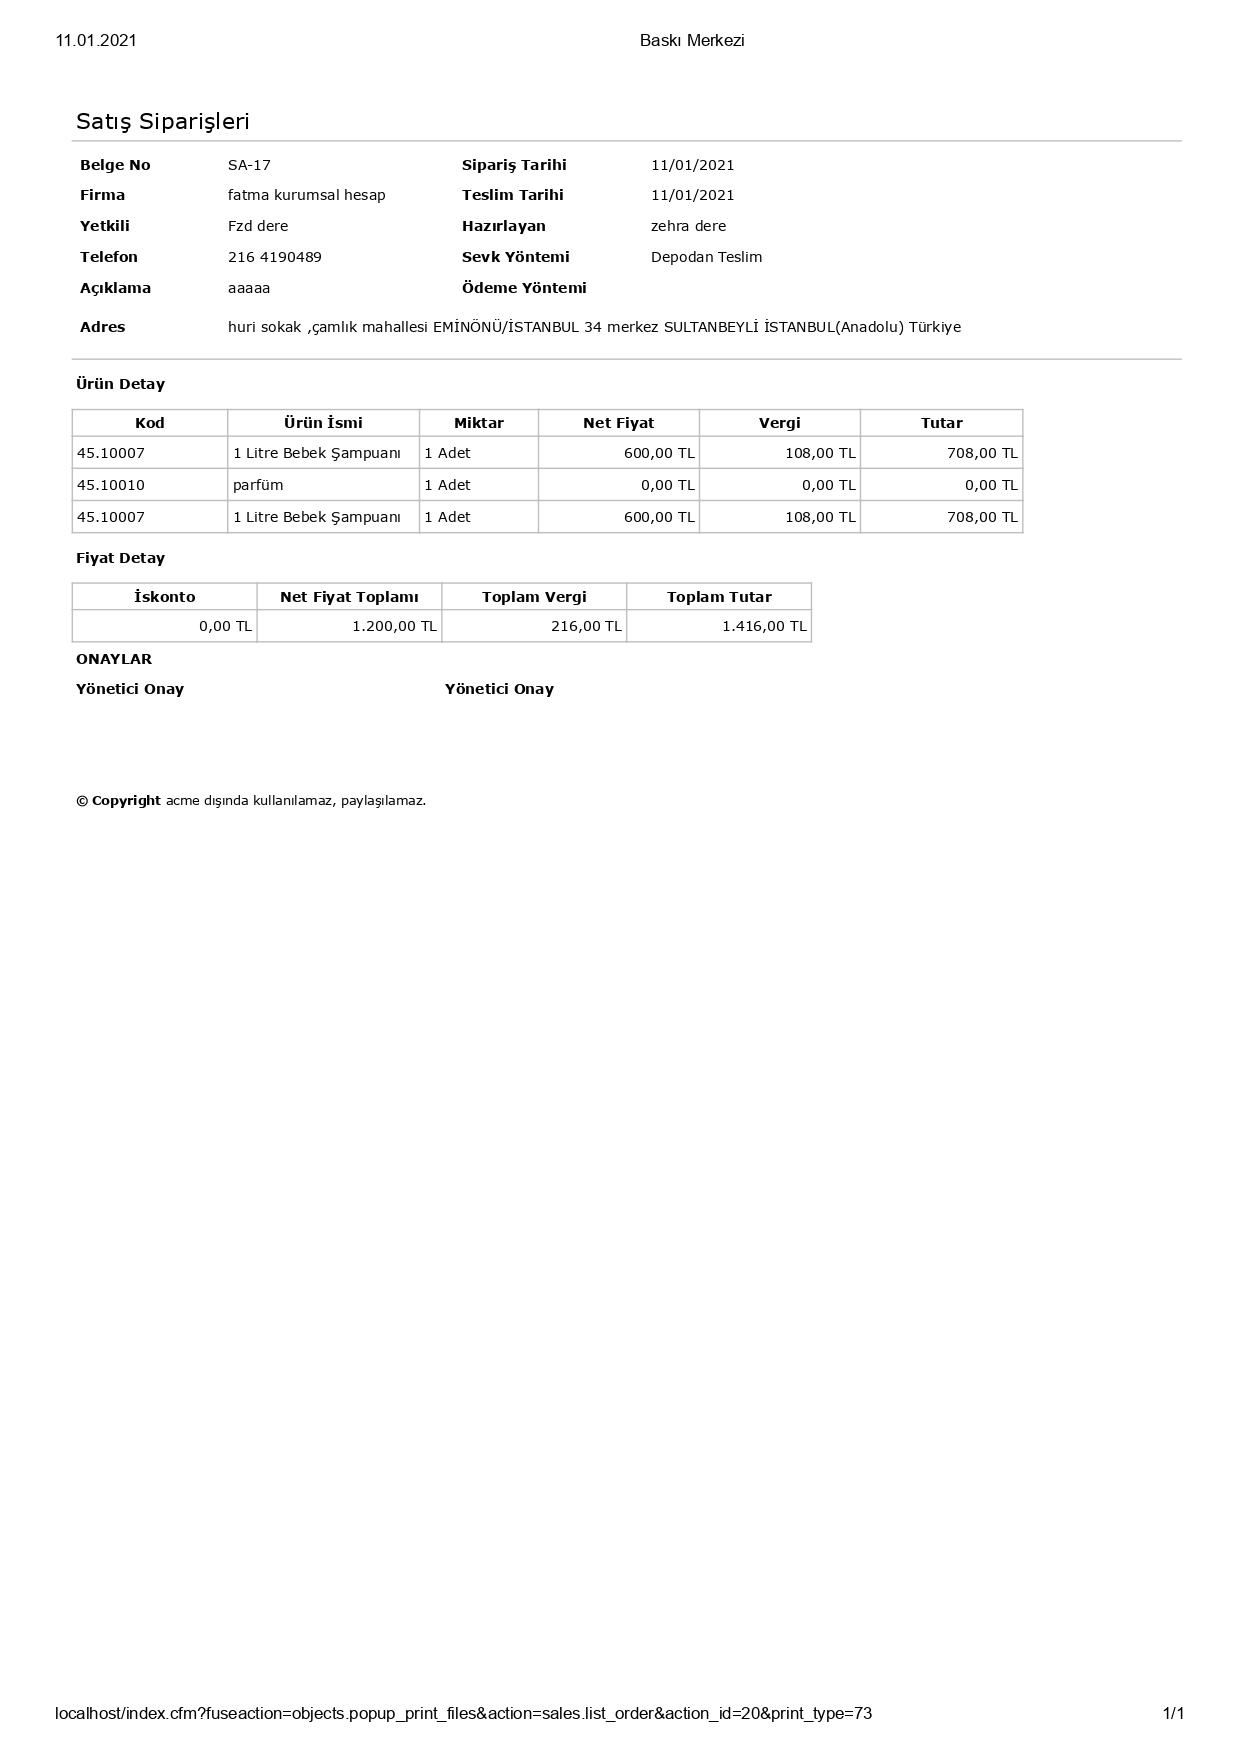 11.01.2021 Baskı Merkezi
Satış Siparişleri
Belge No SA-17 Sipariş Tarihi 11/01/2021
Firma fatma kurumsal hesap Teslim Tarihi 11/01/2021
Yetkili Fzd dere Hazırlayan zehra dere
Telefon 216 4190489 Sevk Yöntemi Depodan Teslim
Açıklama aaaaa Ödeme Yöntemi
Adres huri sokak ,çamlık mahallesi EMİNÖNÜ/İSTANBUL 34 merkez SULTANBEYLİ İSTANBUL(Anadolu) Türkiye
Ürün Detay
Kod Ürün İsmi Miktar Net Fiyat Vergi Tutar
45.10007 1 Litre Bebek Şampuanı 1 Adet 600,00 TL 108,00 TL 708,00 TL
45.10010 parfüm 1 Adet 0,00 TL 0,00 TL 0,00 TL
45.10007 1 Litre Bebek Şampuanı 1 Adet 600,00 TL 108,00 TL 708,00 TL
Fiyat Detay
İskonto Net Fiyat Toplamı Toplam Vergi Toplam Tutar
0,00 TL 1.200,00 TL 216,00 TL 1.416,00 TL
ONAYLAR
Yönetici Onay Yönetici Onay
© Copyright acme dışında kullanılamaz, paylaşılamaz.
localhost/index.cfm?fuseaction=objects.popup_print_files&action=sales.list_order&action_id=20&print_type=73 1/1